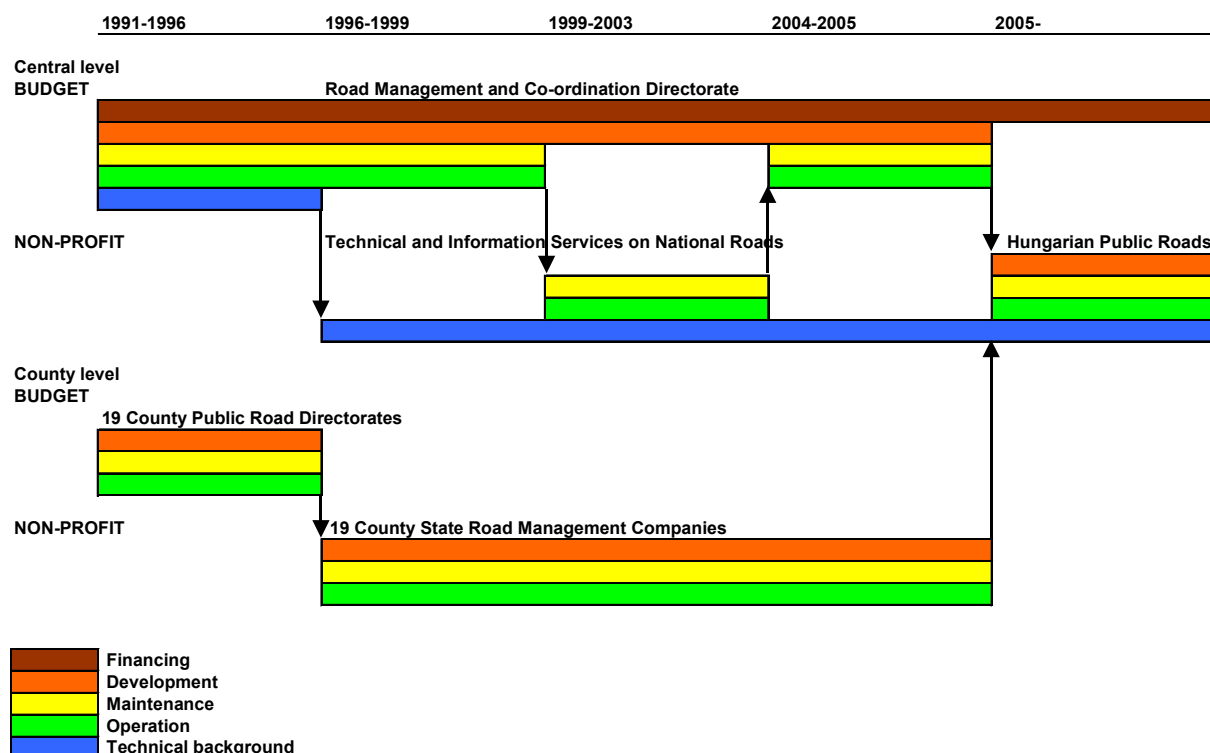 1991-1996 1996-1999 1999-2003 2004-2005 2005-
Central level
BUDGET Road Management and Co-ordination Directorate
NON-PROFIT Technical and Information Services on National Roads Hungarian Public Roads
County level
BUDGET
19 County Public Road Directorates
NON-PROFIT 19 County State Road Management Companies
Financing
Development
Maintenance
Operation
Technical background